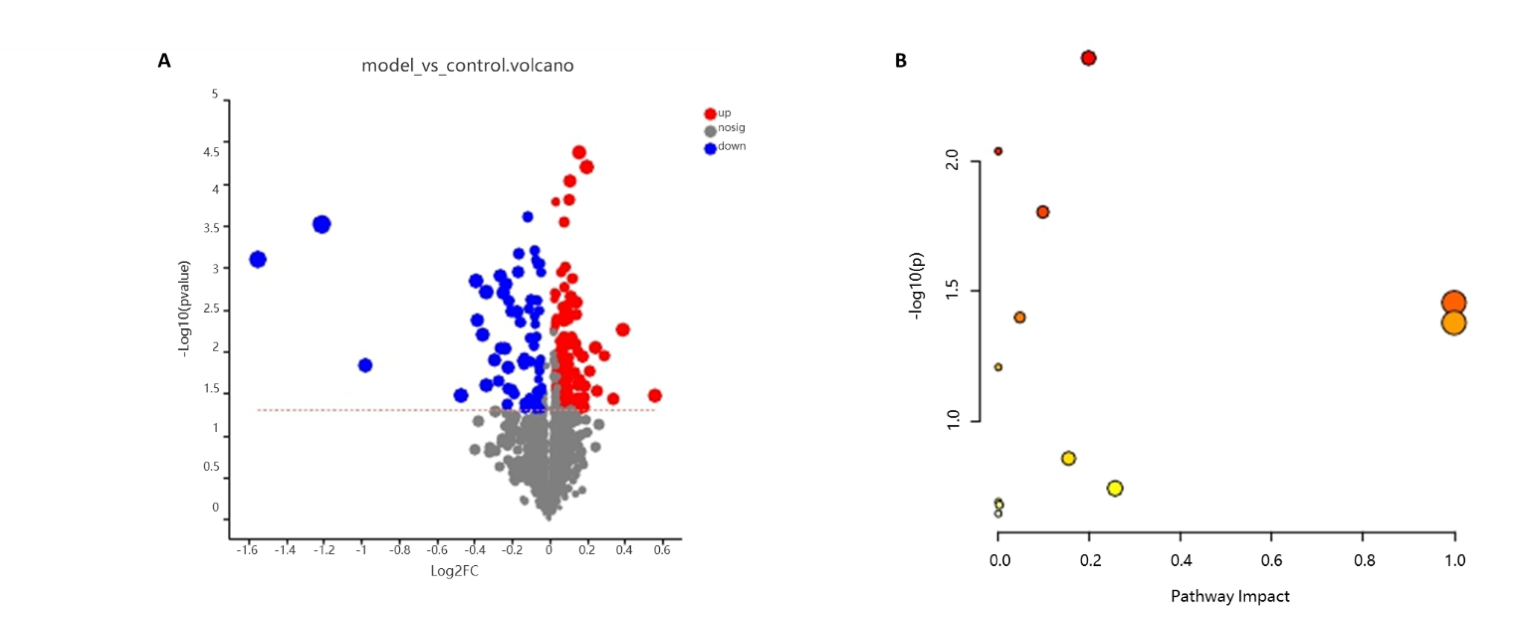 A
model_vs_control.volcano
5
4.5
4
3.5
3
2.5
2
1.5
1
0.5
0
-Log10(pvalue)
-1.6 -1.4 -1.2 -1 -0.8 -0.6 -0.4 -0.2 0 0.2 0.4 0.6
Log2FC
up
nosig
down
B
2.0
1.5
1.0
-log10(p)
0.0 0.2 0.4 0.6 0.8 1.0
Pathway Impact